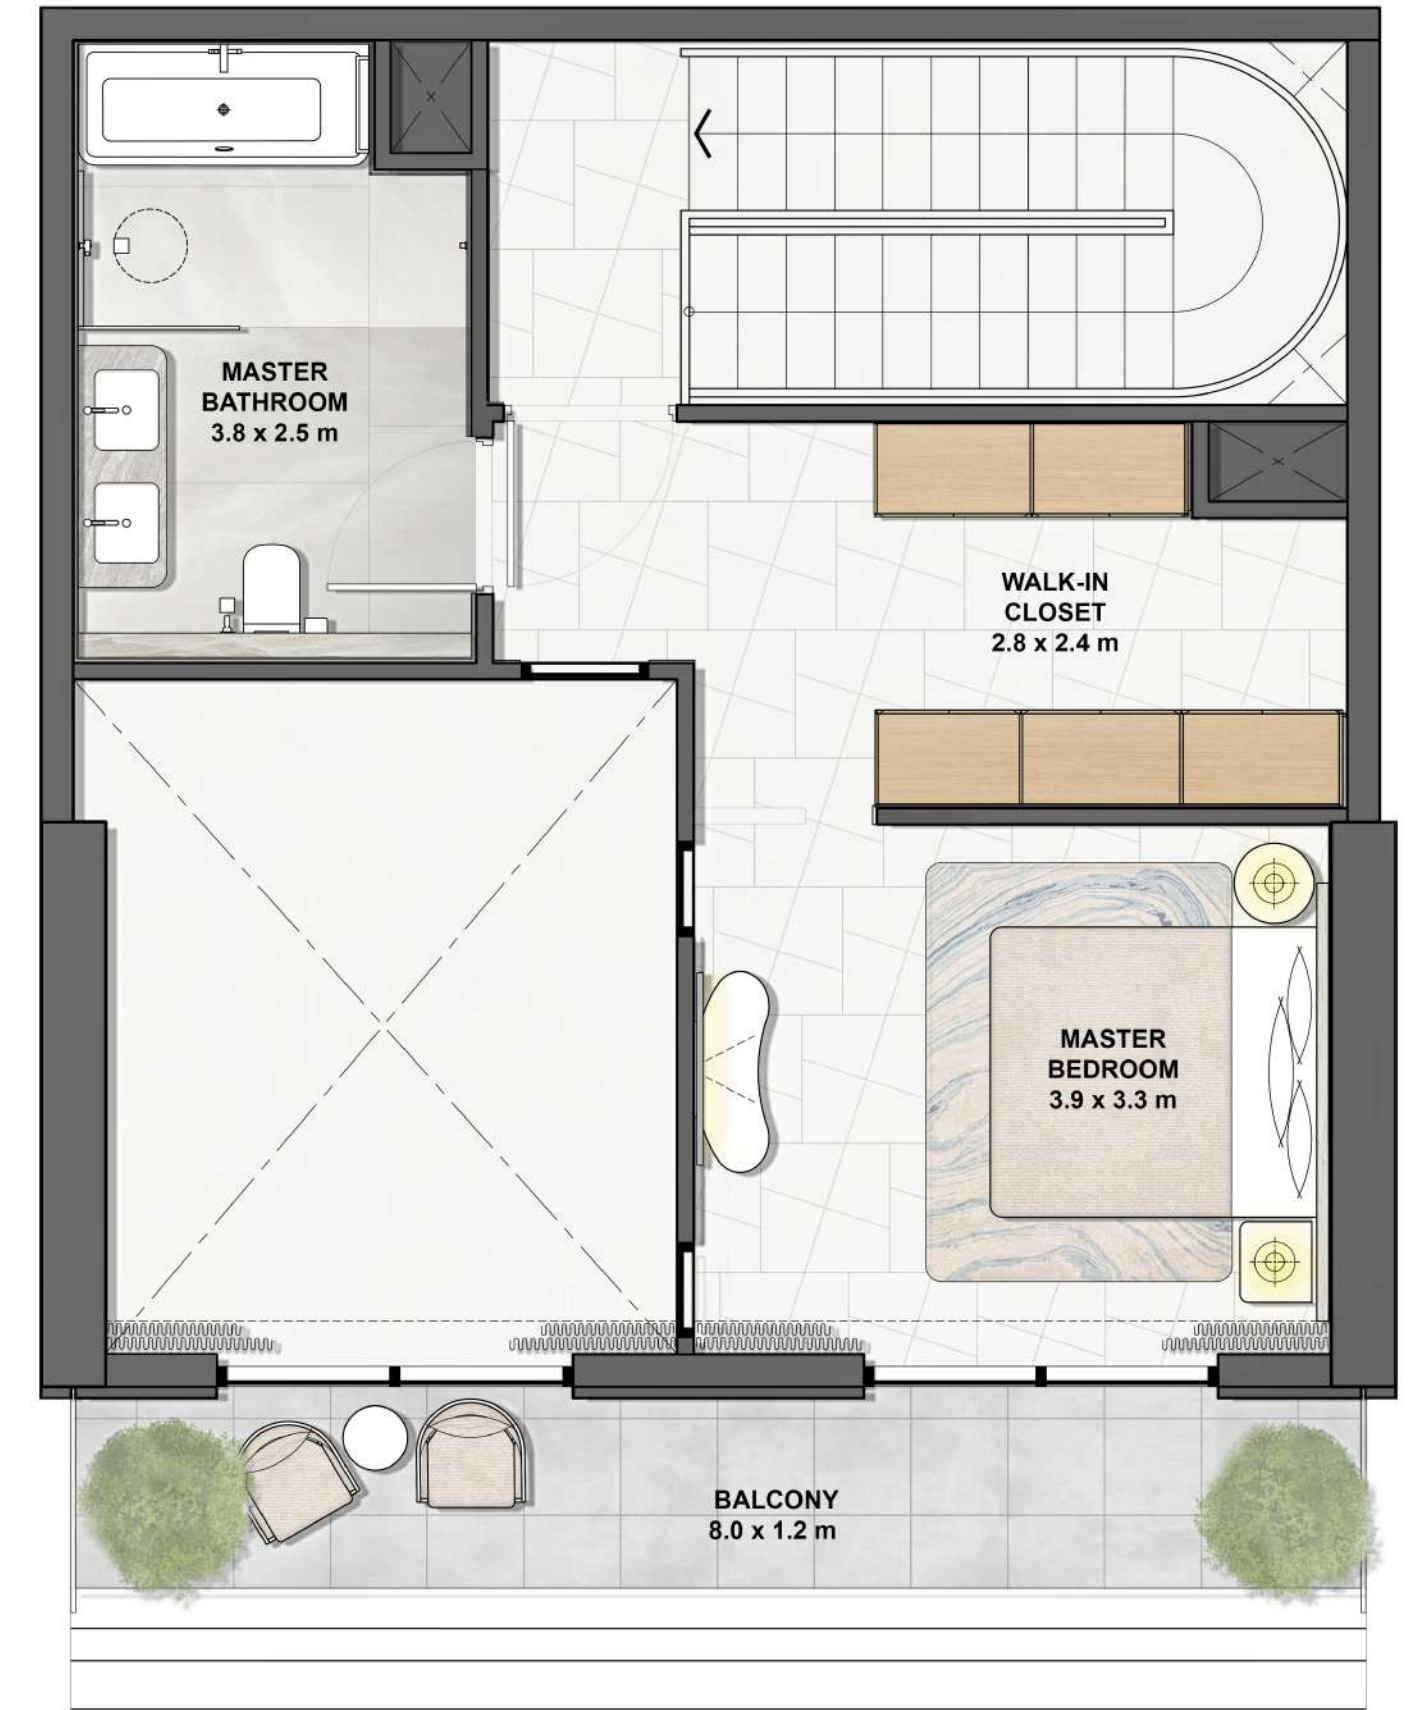 MASTER
BATHROOM
3.8 x 2.5 m
WALK-IN
CLOSET
2.8 x 2.4 m
MASTER
BEDROOM
3.9 x 3.3 m
BALCONY
8.0 x 1.2 m